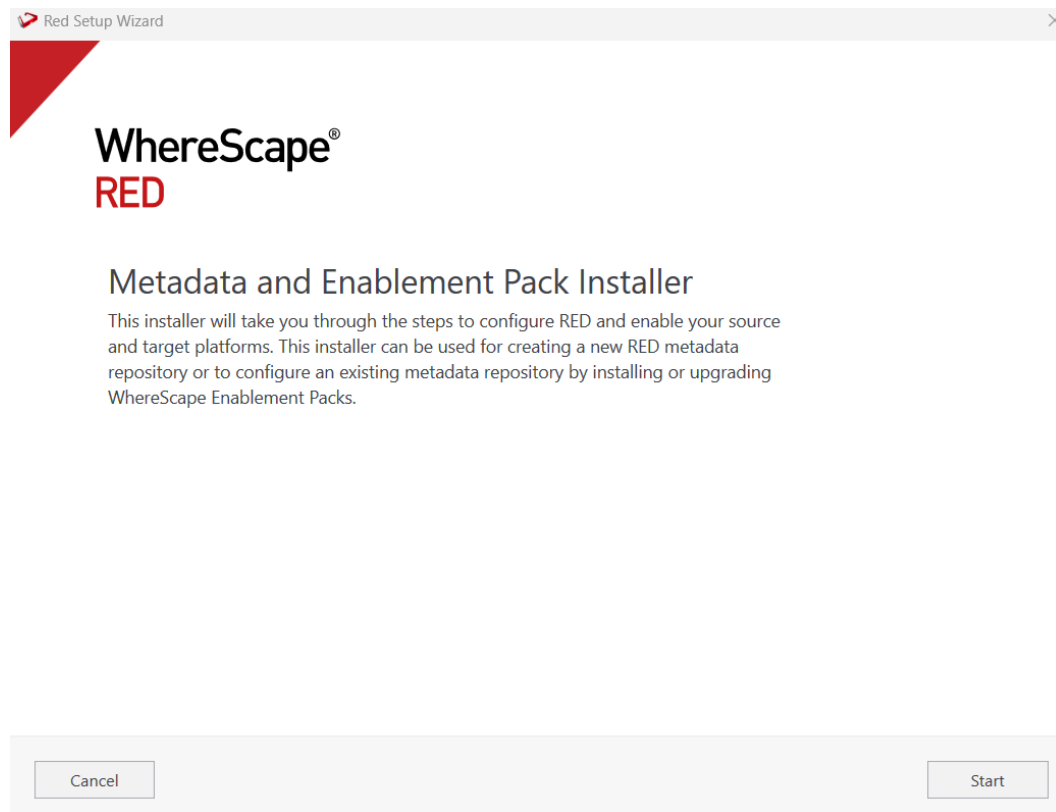 Red Setup Wizard
WhereScape®
RED
Metadata and Enablement Pack Installer
This installer will take you through the steps to configure RED and enable your source
and target platforms. This installer can be used for creating a new RED metadata
repository or to configure an existing metadata repository by installing or upgrading
WhereScape Enablement Packs.
Cancel
Start